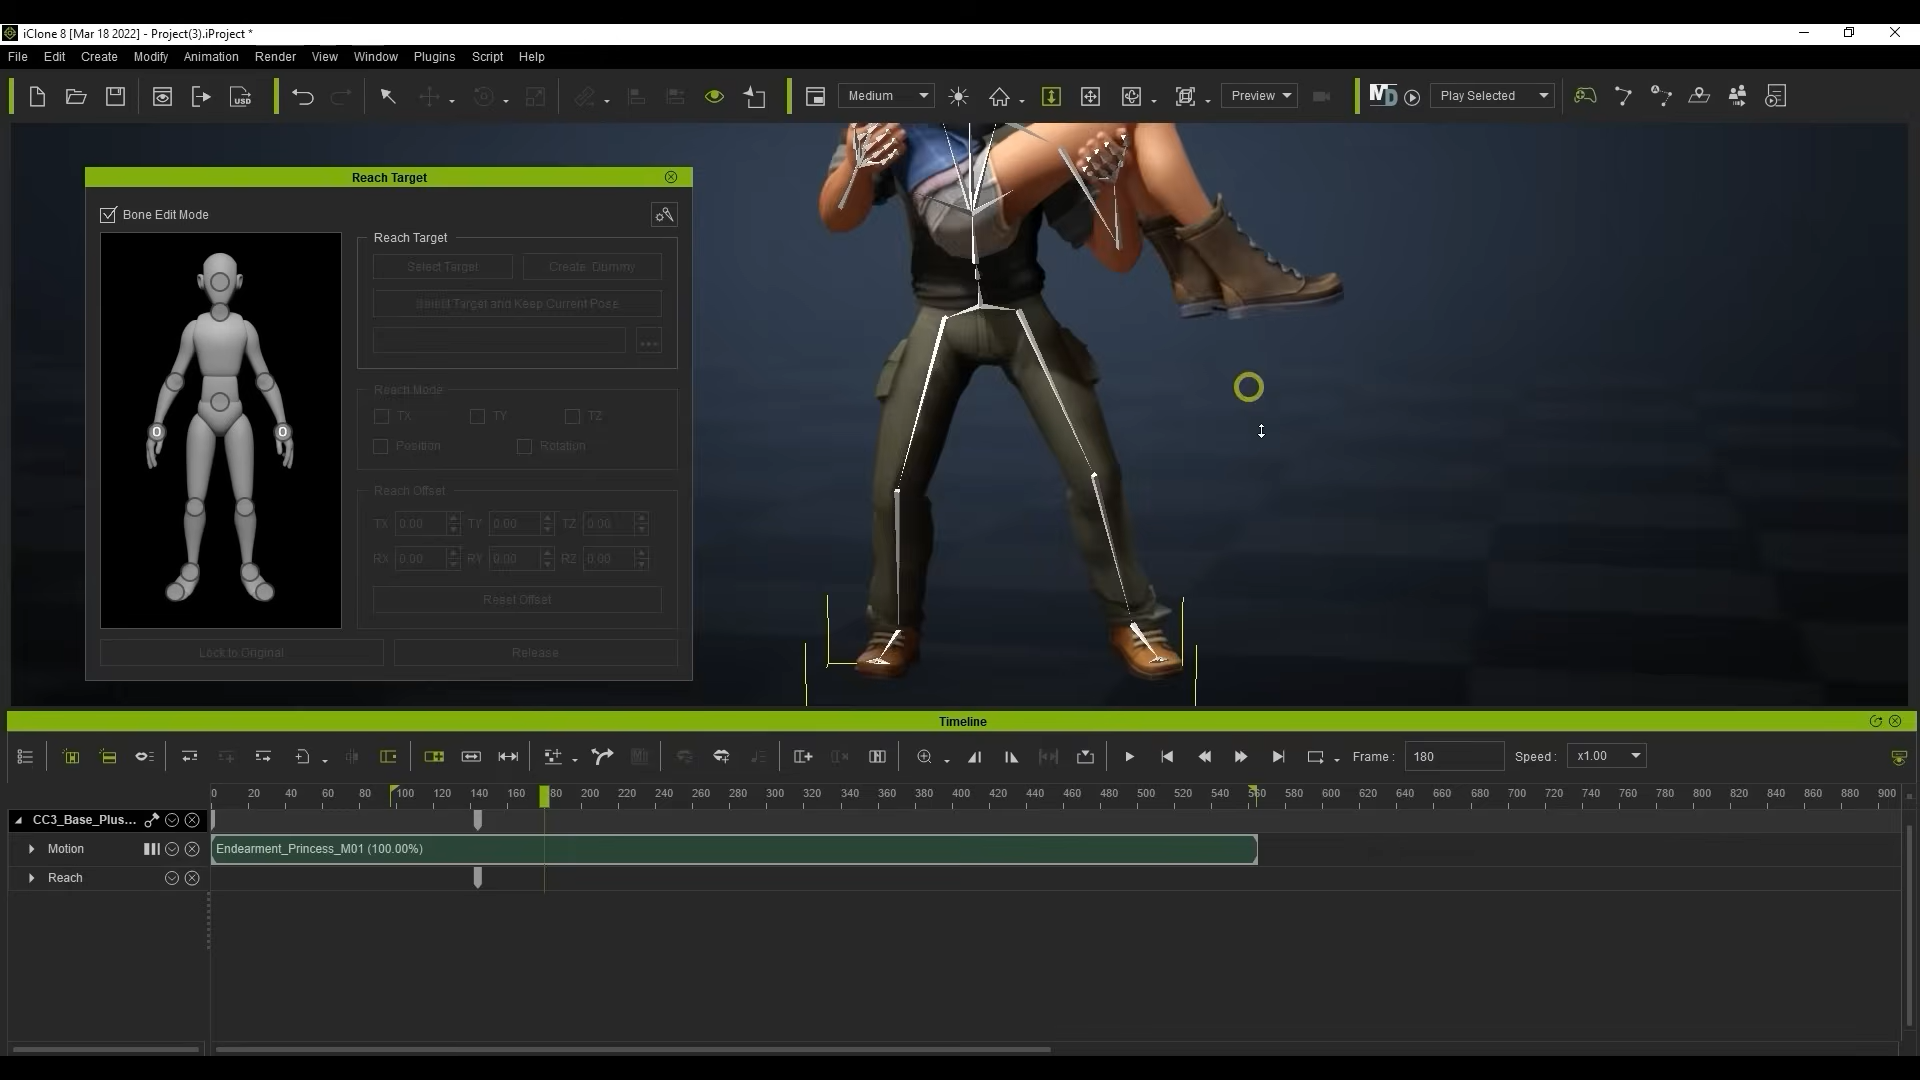 iClone 8 [Mar 18 2022] - Project(3).iProject *
File Edit Create Modify Animation Render View Window Plugins Script Help
USD Medium Preview MD Play Selected
Reach Target
Bone Edit Mode
Reach Target
Select Target Create Dummy
Select Target and Keep Current Pose
...
Reach Mode
TX TY TZ
Position Rotation
O O
Reach Offset
TX 0.00 TY 0.00 TZ 0.00
RX 0.00 RY 0.00 RZ 0.00
Reset Offset
Lock to Original Release
Timeline
Frame : 180 Speed : x1.00
0 20 40 60 80 100 120 140 160 80 200 220 240 260 280 300 320 340 360 380 400 420 440 460 480 500 520 540 560 580 600 620 640 660 680 700 720 740 760 780 800 820 840 860 880 900
CC3_Base_Plus...
Motion Endearment_Princess_M01 (100.00%)
Reach